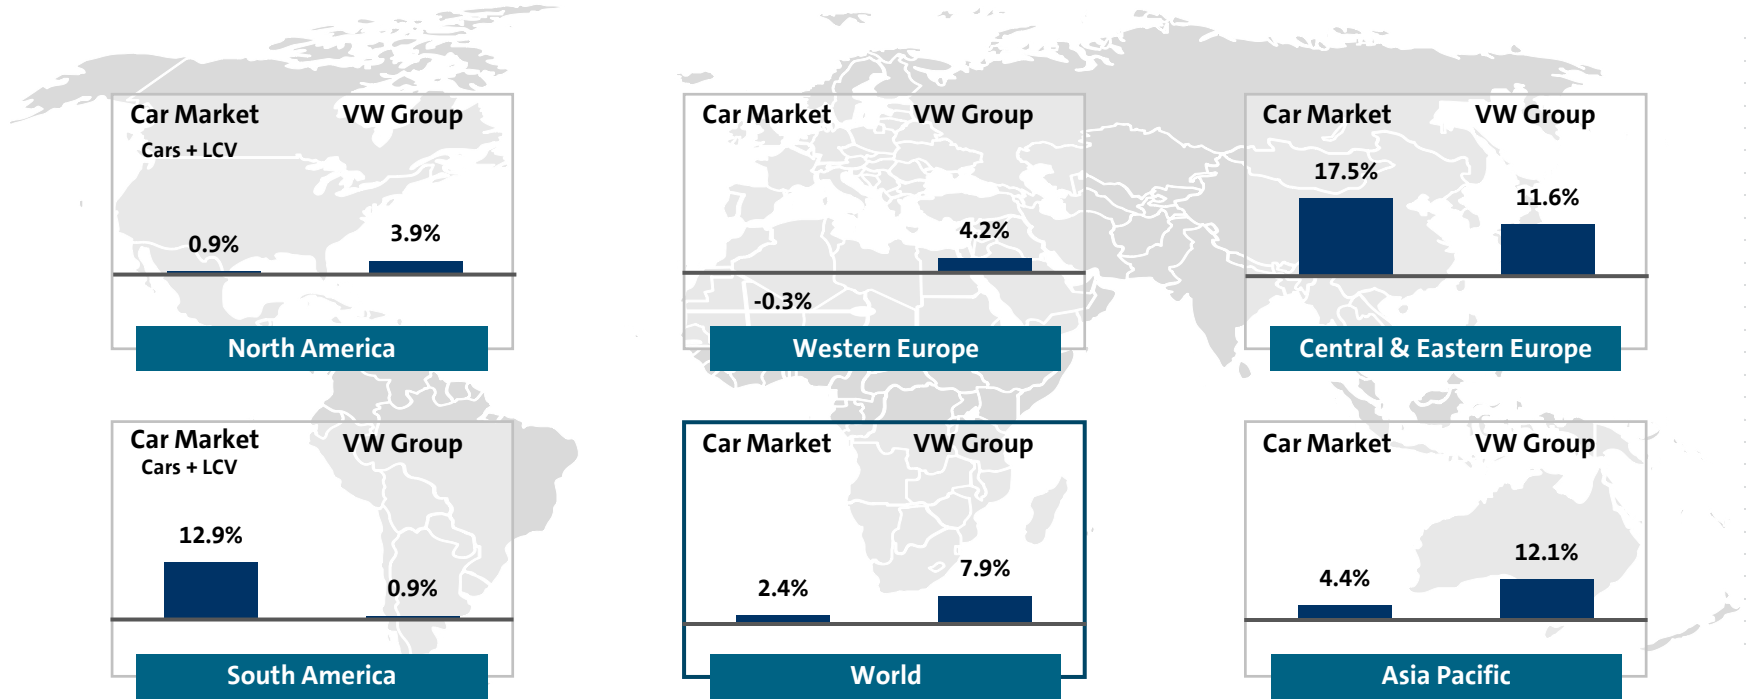 Car Market VW Group
Cars + LCV
0.9% 3.9%
North America
Car Market VW Group
4.2%
-0.3%
Western Europe
Car Market VW Group
17.5% 11.6%
Central & Eastern Europe
Car Market VW Group
Cars + LCV
12.9% 0.9%
South America
Car Market VW Group
2.4% 7.9%
World
Car Market VW Group
4.4% 12.1%
Asia Pacific